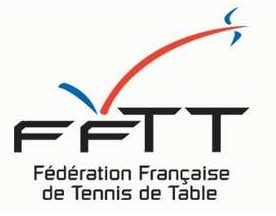 FFTT
Fédération Française
de Tennis de Table